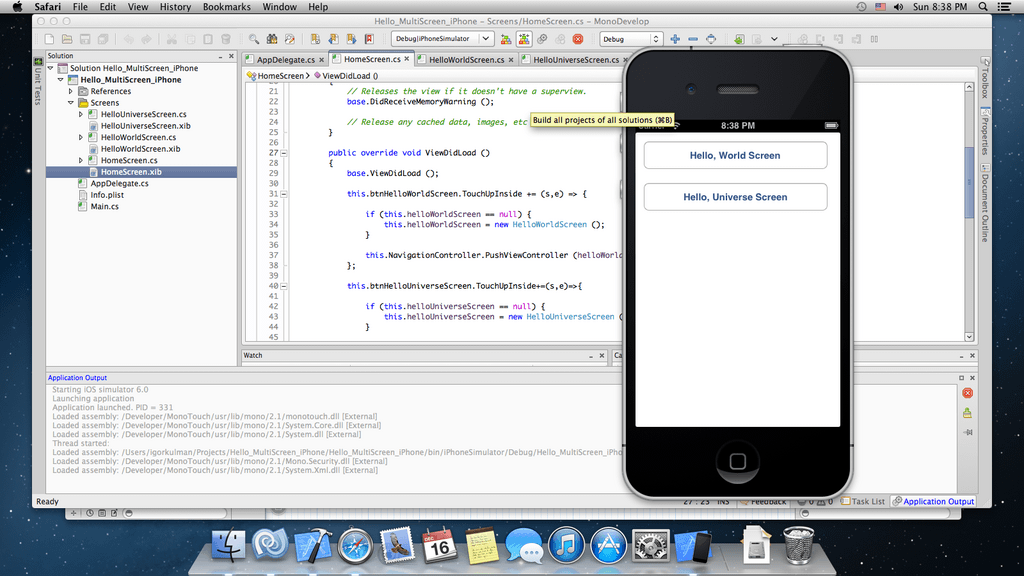 Safari File Edit View History Bookmarks Window Help Sun 8:38 PM
Hello_MultiScreen_iPhone – Screens/HomeScreen.cs – MonoDevelop
Debug|iPhoneSimulator Debug
Solution
Solution Hello_MultiScreen_iPhone
Hello_MultiScreen_iPhone
References
Screens
HelloUniverseScreen.cs
HelloUniverseScreen.xib
HelloWorldScreen.cs
HelloWorldScreen.xib
HomeScreen.cs
HomeScreen.xib
AppDelegate.cs
Info.plist
Main.cs
Unit Tests
AppDelegate.cs HomeScreen.cs HelloWorldScreen.cs HelloUniverseScreen.cs
HomeScreen ViewDidLoad ()
21 // Releases the view if it doesn't have a superview.
22 base.DidReceiveMemoryWarning ();
23
24 // Release any cached data, images, etc
Build all projects of all solutions (⌘B)
25 }
26
27 public override void ViewDidLoad ()
28 {
29 base.ViewDidLoad ();
30
31 this.btnHelloWorldScreen.TouchUpInside += (s,e) => {
32
33 if (this.helloWorldScreen == null) {
34 this.helloWorldScreen = new HelloWorldScreen ();
35 }
36
37 this.NavigationController.PushViewController (helloWorl
38 };
39
40 this.btnHelloUniverseScreen.TouchUpInside+=(s,e)=>{
41
42 if (this.helloUniverseScreen == null) {
43 this.helloUniverseScreen = new HelloUniverseScreen (
44 }
45
8:38 PM
Hello, World Screen
Hello, Universe Screen
Toolbox
Properties
Document Outline
Watch
Ca
Application Output
Starting iOS simulator 6.0
Launching application
Application launched. PID = 331
Loaded assembly: /Developer/MonoTouch/usr/lib/mono/2.1/monotouch.dll [External]
Loaded assembly: /Developer/MonoTouch/usr/lib/mono/2.1/System.Core.dll [External]
Loaded assembly: /Developer/MonoTouch/usr/lib/mono/2.1/System.dll [External]
Thread started:
Loaded assembly: /Users/igorkulman/Projects/Hello_MultiScreen_iPhone/Hello_MultiScreen_iPhone/bin/iPhoneSimulator/Debug/Hello_MultiScreen_iPho
Loaded assembly: /Developer/MonoTouch/usr/lib/mono/2.1/Mono.Security.dll [External]
Loaded assembly: /Developer/MonoTouch/usr/lib/mono/2.1/System.Xml.dll [External]
Ready 27 : 23 INS Feedback 0 0 Task List Application Output
DEC
16